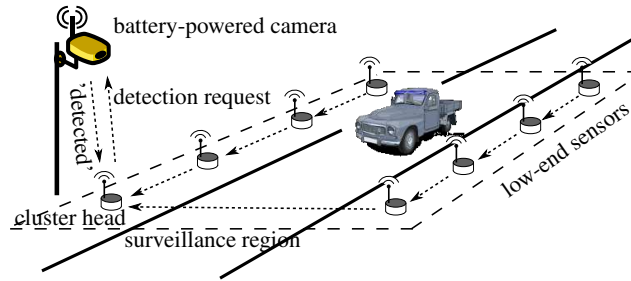 battery-powered camera
detection request
'detected'
low-end sensors
cluster head
surveillance region